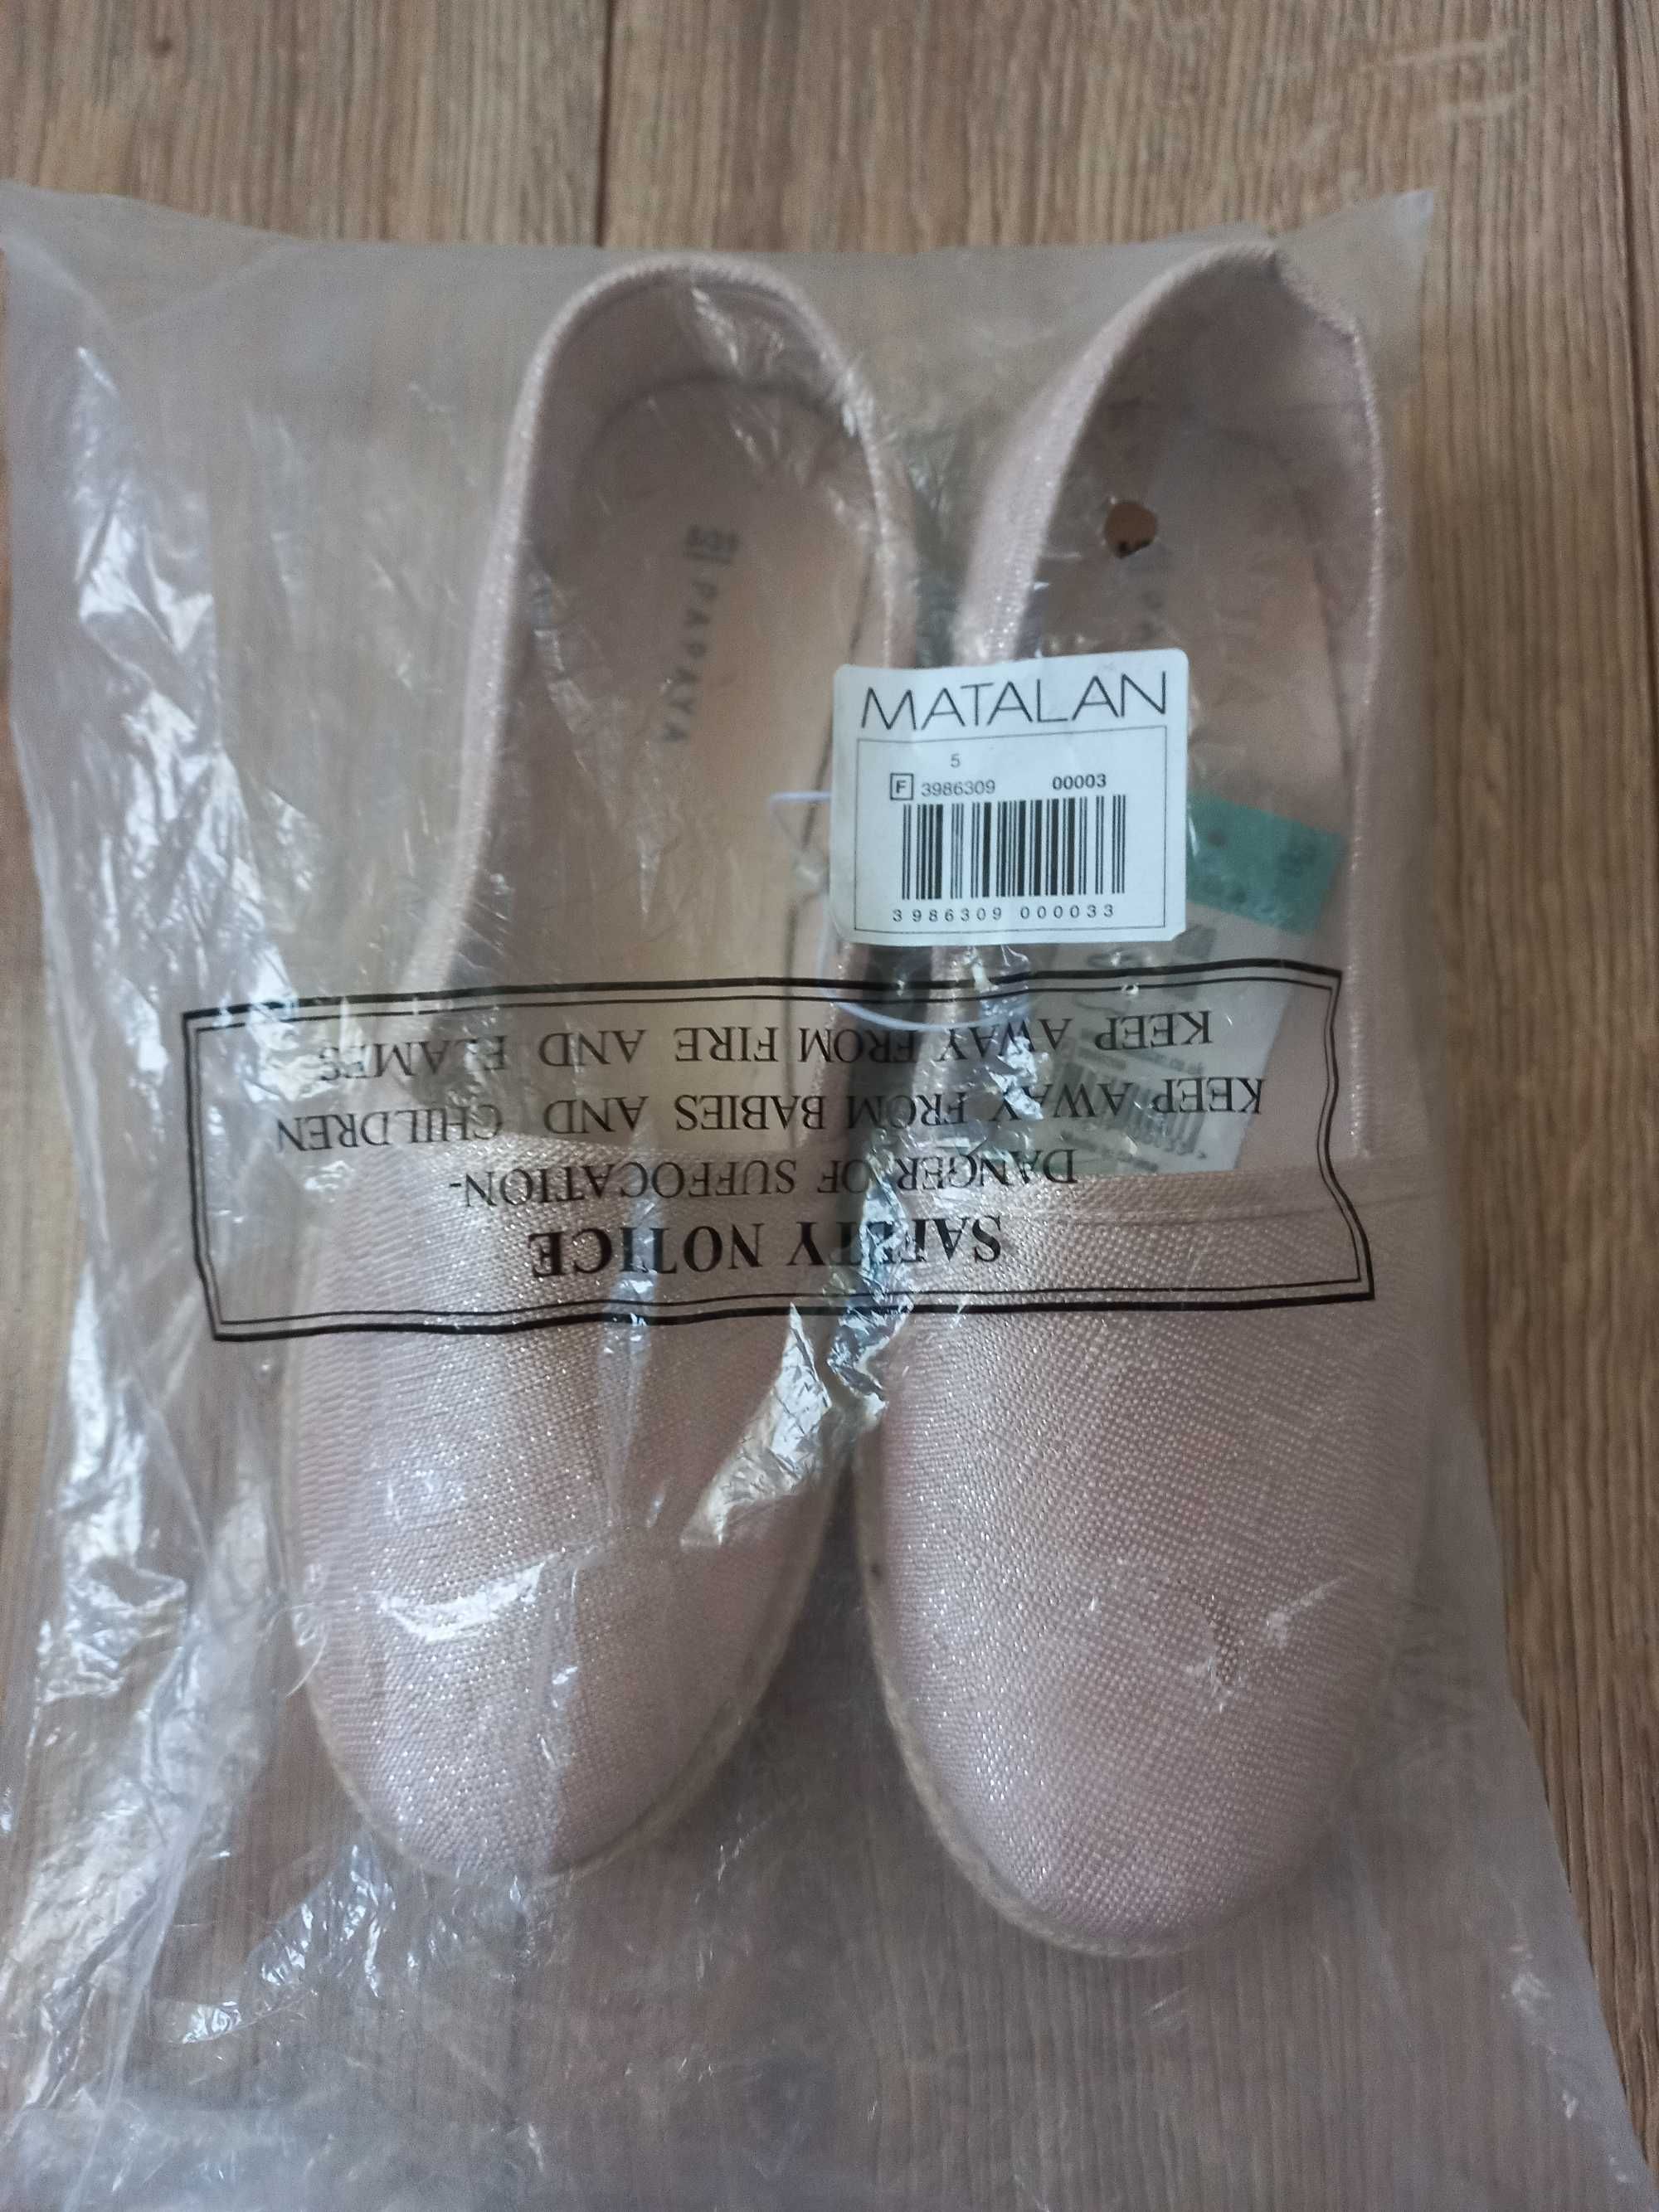 PAPAYA
MATALAN
5
F 3986309 00003
3986309 000033
SAFETY NOTICE
DANGER OF SUFFOCATION-
KEEP AWAY FROM BABIES AND CHILDREN
KEEP AWAY FROM FIRE AND FLAMES